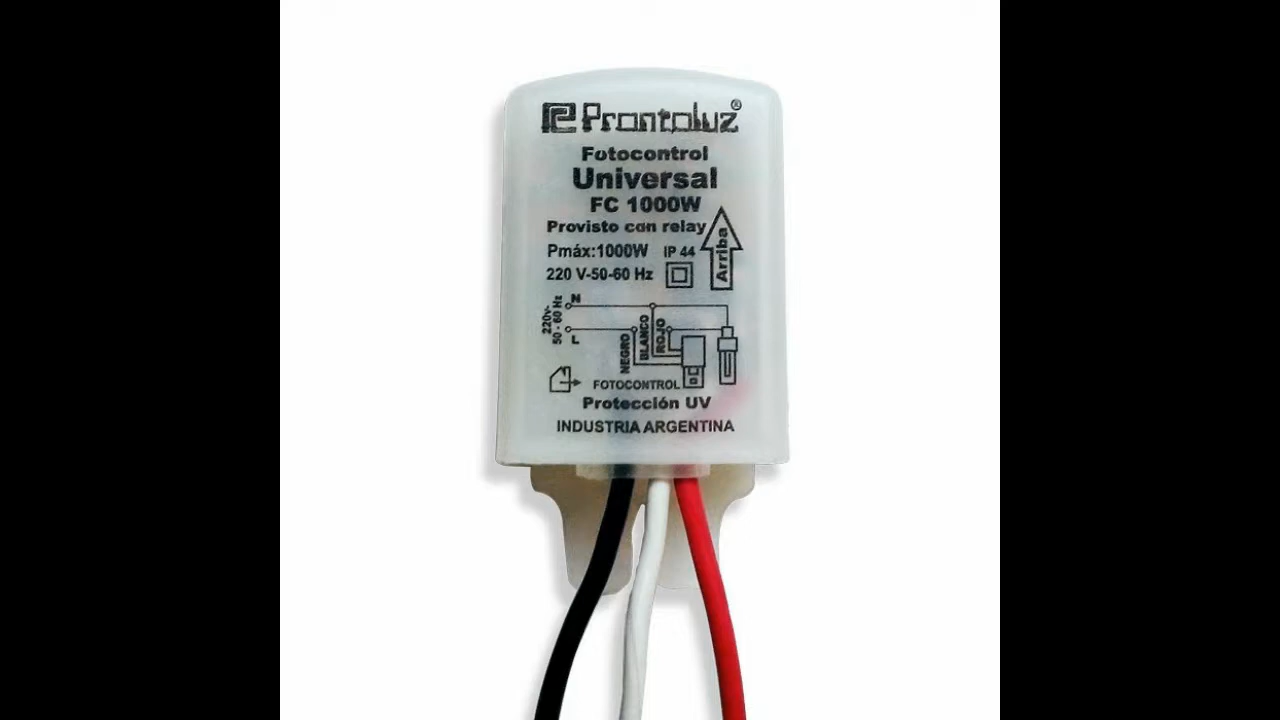 Prontoluz®
Fotocontrol
Universal
FC 1000W
Provisto con relay
Pmáx:1000W IP 44
220 V-50-60 Hz
Arriba
220v-
50 - 60 Hz
N
L
NEGRO
BLANCO
ROJO
FOTOCONTROL
Protección UV
INDUSTRIA ARGENTINA